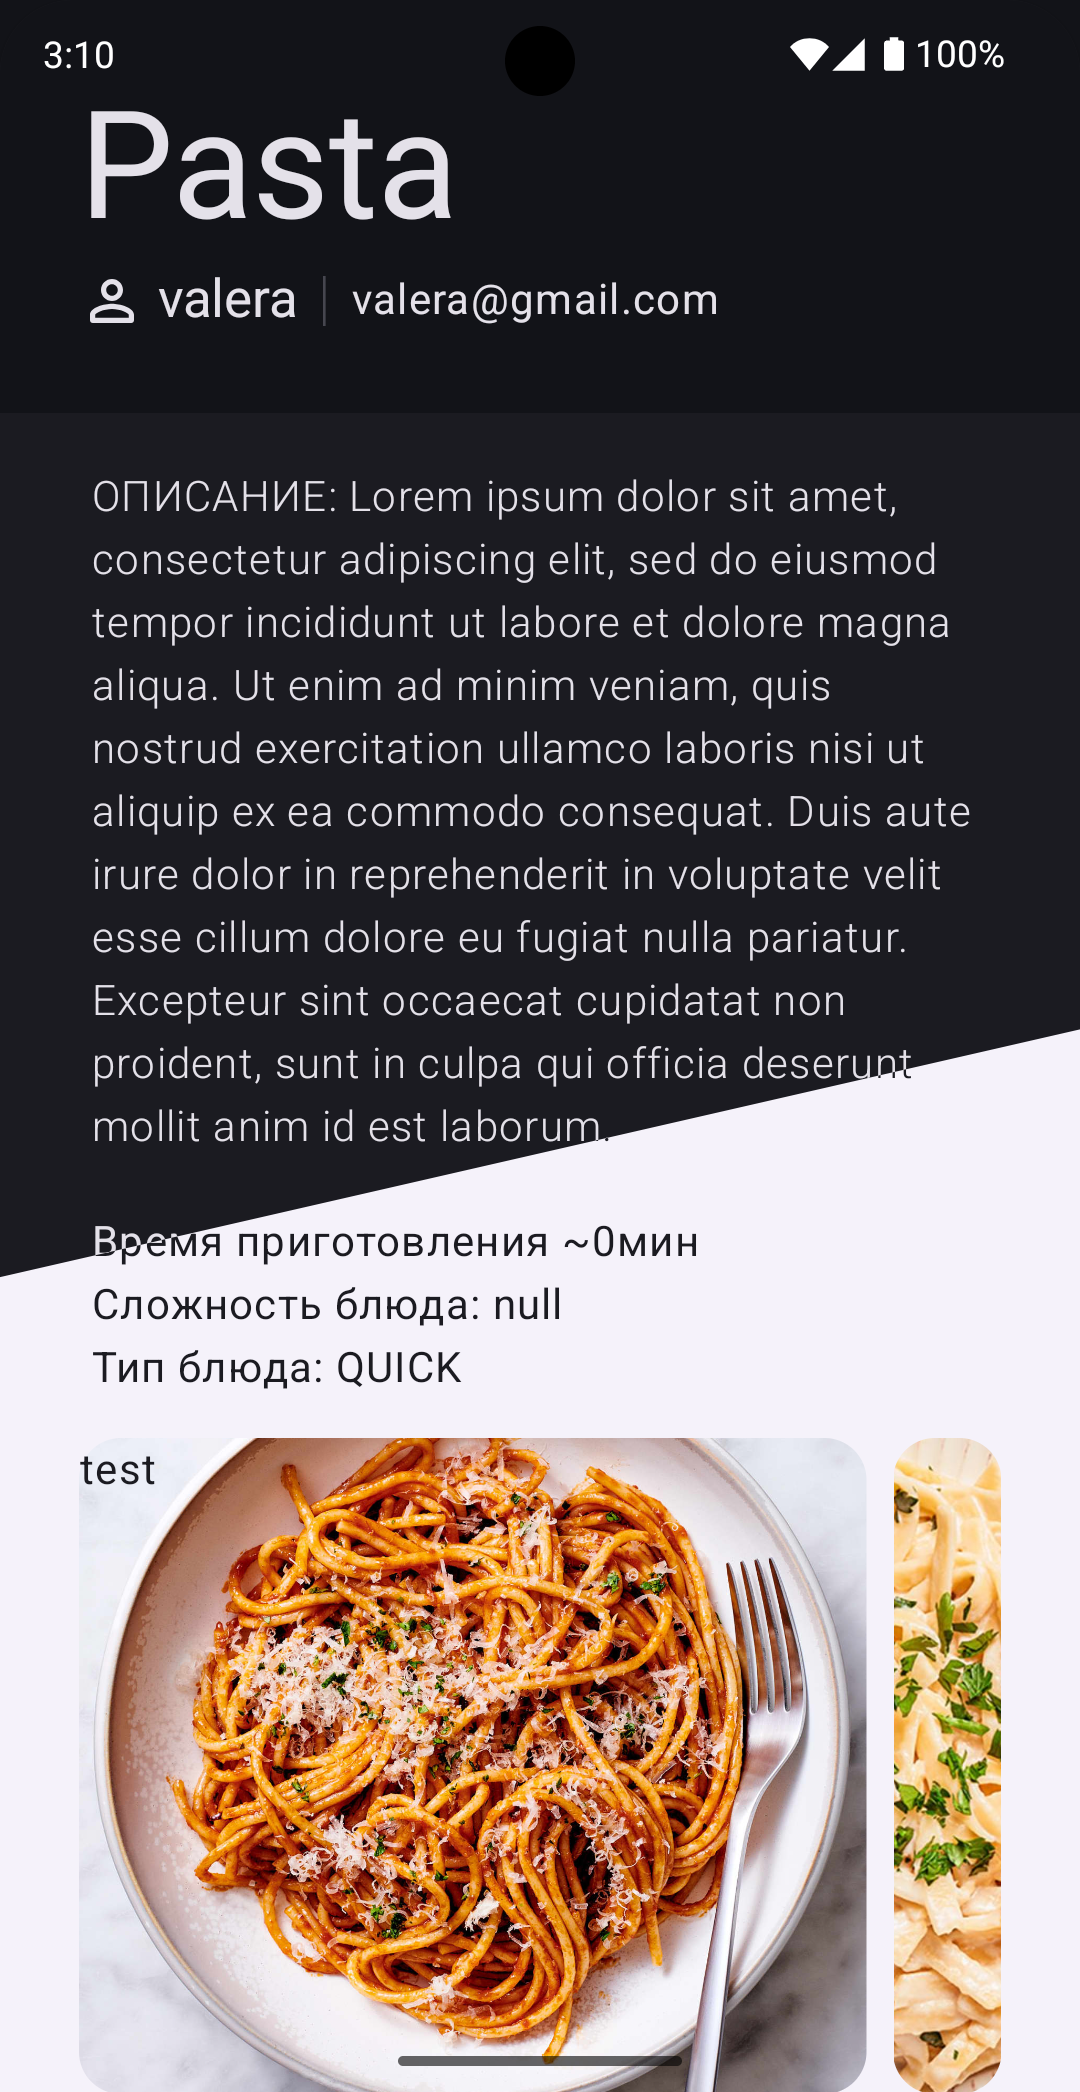 3:10
100%
Pasta
valera
valera@gmail.com
ОПИСАНИЕ: Lorem ipsum dolor sit amet,
consectetur adipiscing elit, sed do eiusmod
tempor incididunt ut labore et dolore magna
aliqua. Ut enim ad minim veniam, quis
nostrud exercitation ullamco laboris nisi ut
aliquip ex ea commodo consequat. Duis aute
irure dolor in reprehenderit in voluptate velit
esse cillum dolore eu fugiat nulla pariatur.
Excepteur sint occaecat cupidatat non
proident, sunt in culpa qui officia deserunt
mollit anim id est laborum.
Время приготовления ~0мин
Сложность блюда: null
Тип блюда: QUICK
test